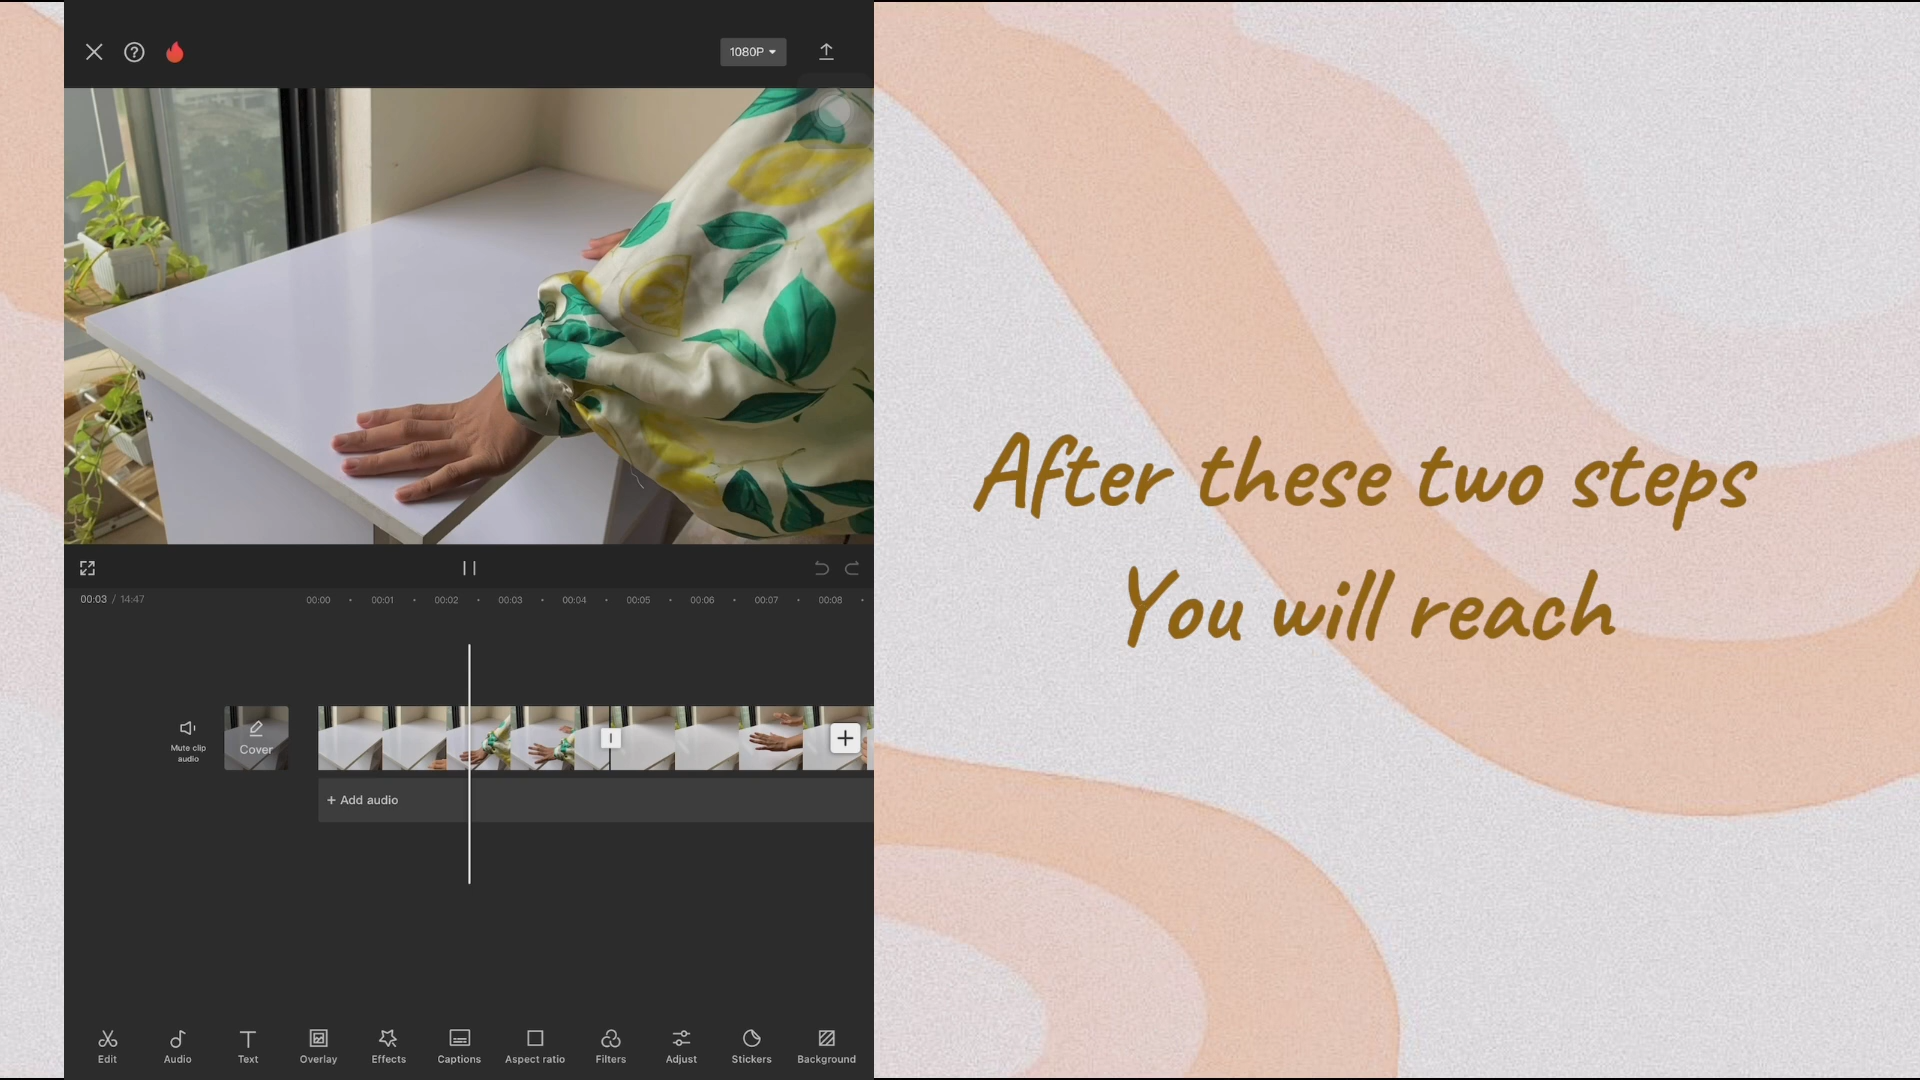 1080P
00:03 / 14:47
00:00 00:01 00:02 00:03 00:04 00:05 00:06 00:07 00:08
Mute clip
audio
Cover
+ Add audio
Edit Audio Text Overlay Effects Captions Aspect ratio Filters Adjust Stickers Background
After these two steps
You will reach